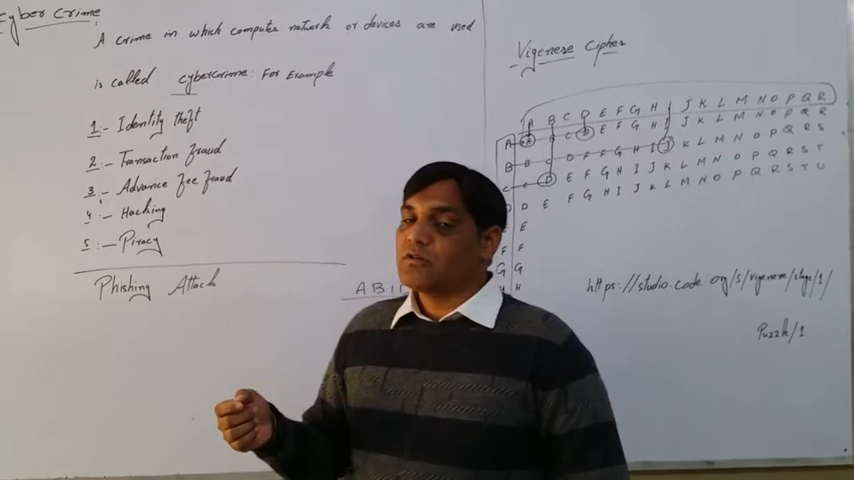 Cyber Crime
A crime in which computer network or devices are used
is called cybercrime: For Example
1:- Identity theft
2:- Transaction fraud
3:- Advance fee fraud
4:- Hacking
5:- Piracy
Phishing Attack
Vigenese Cipher
A B C D E F G H I J K L M N O P Q R
A A B C D E F G H I J K L M N O P Q R
B B C D E F G H I J K L M N O P Q R S
C C D E F G H I J K L M N O P Q R S T
D D E F G H I J K L M N O P Q R S T U
E E
F F
G G
H
https://studio.code.org/s/vigenere/stage/1/
Puzzle/1